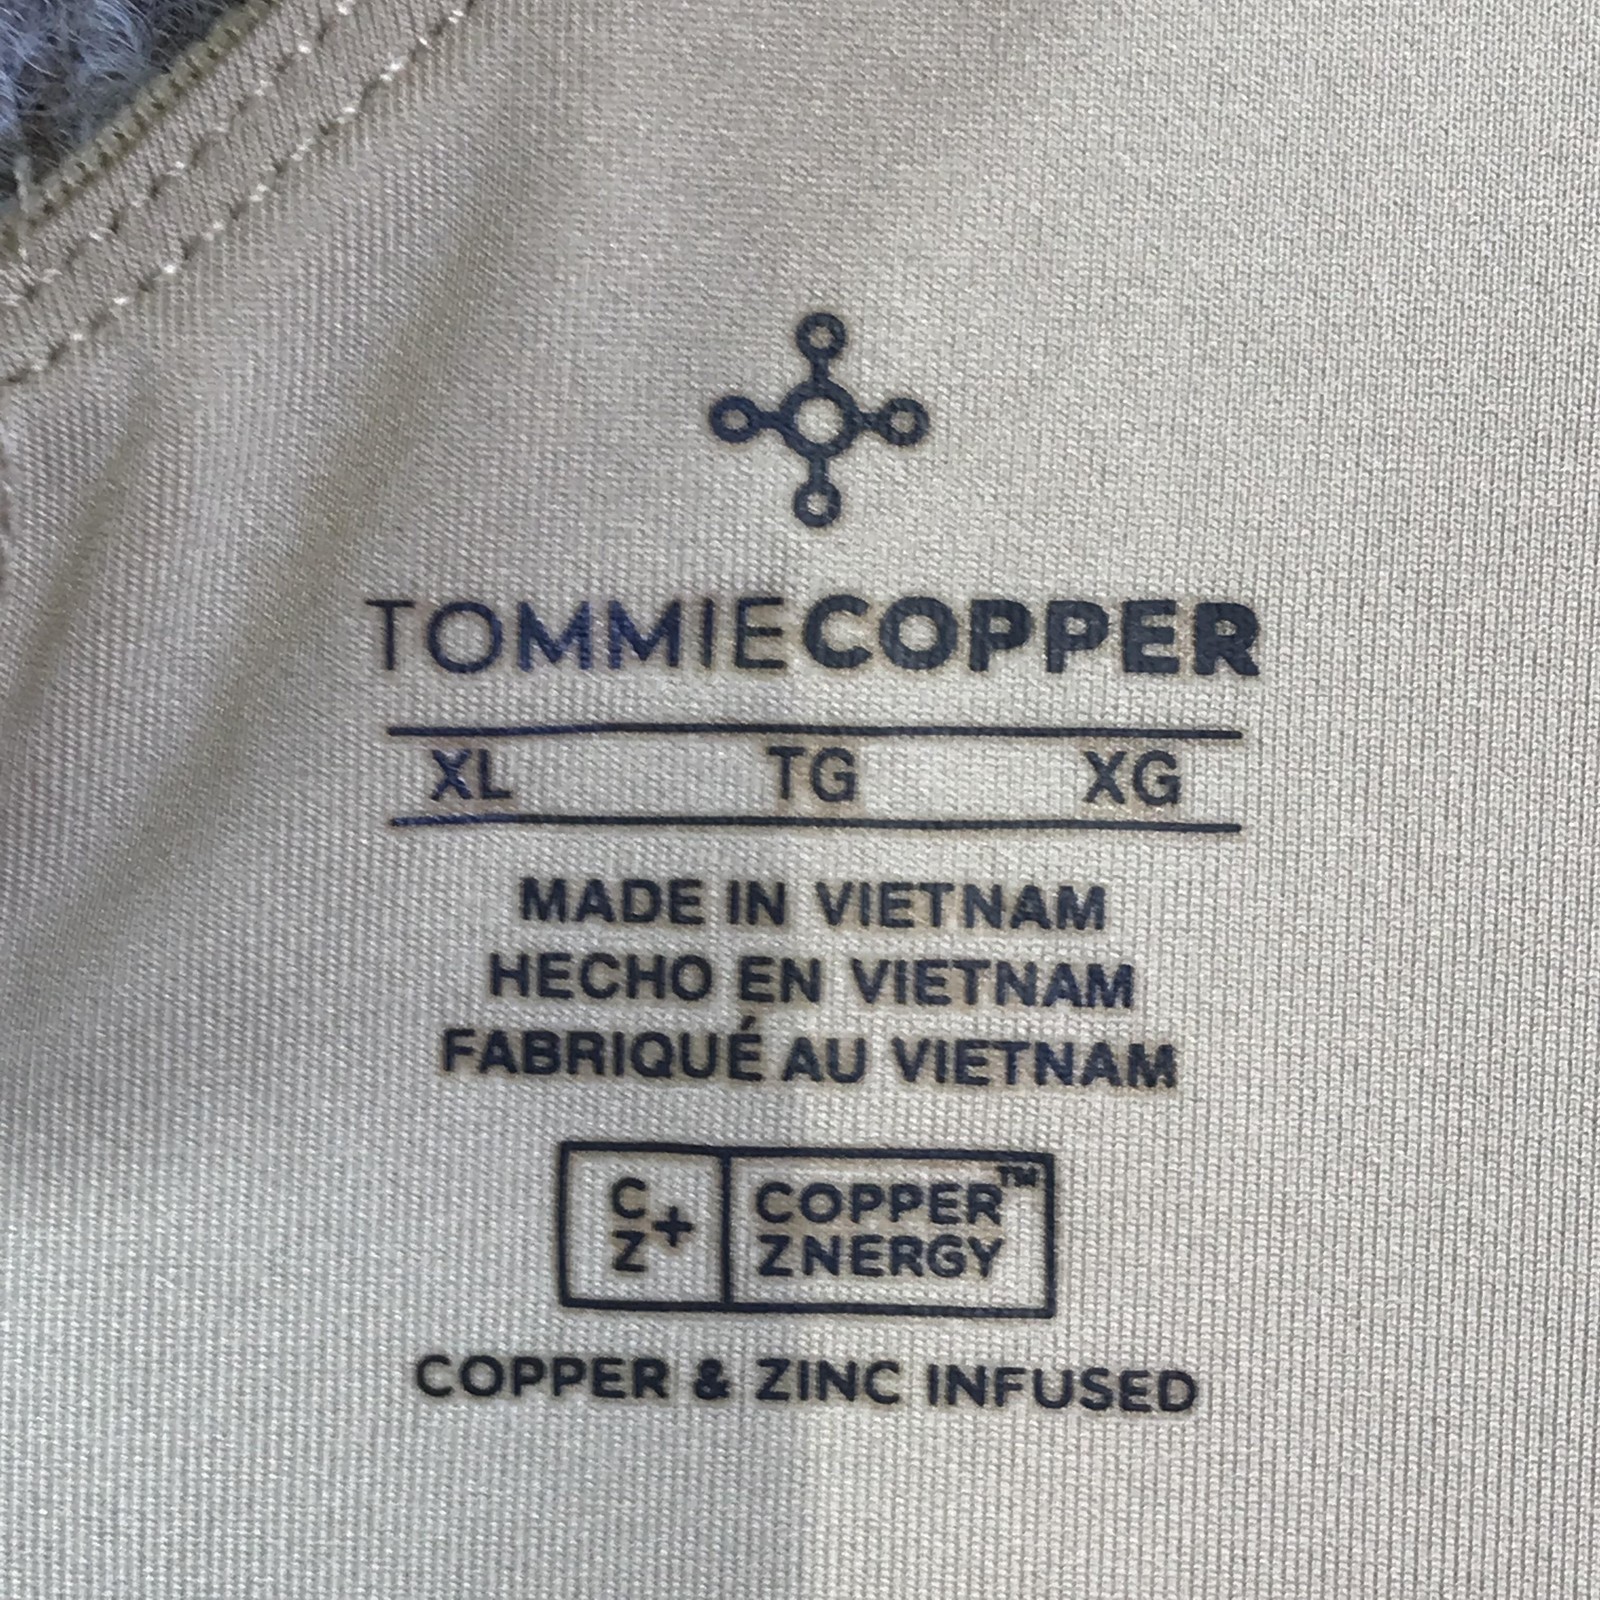 TOMMIECOPPER
XL TG XG
MADE IN VIETNAM
HECHO EN VIETNAM
FABRIQUÉ AU VIETNAM
C
Z+
COPPER™
ZNERGY
COPPER & ZINC INFUSED